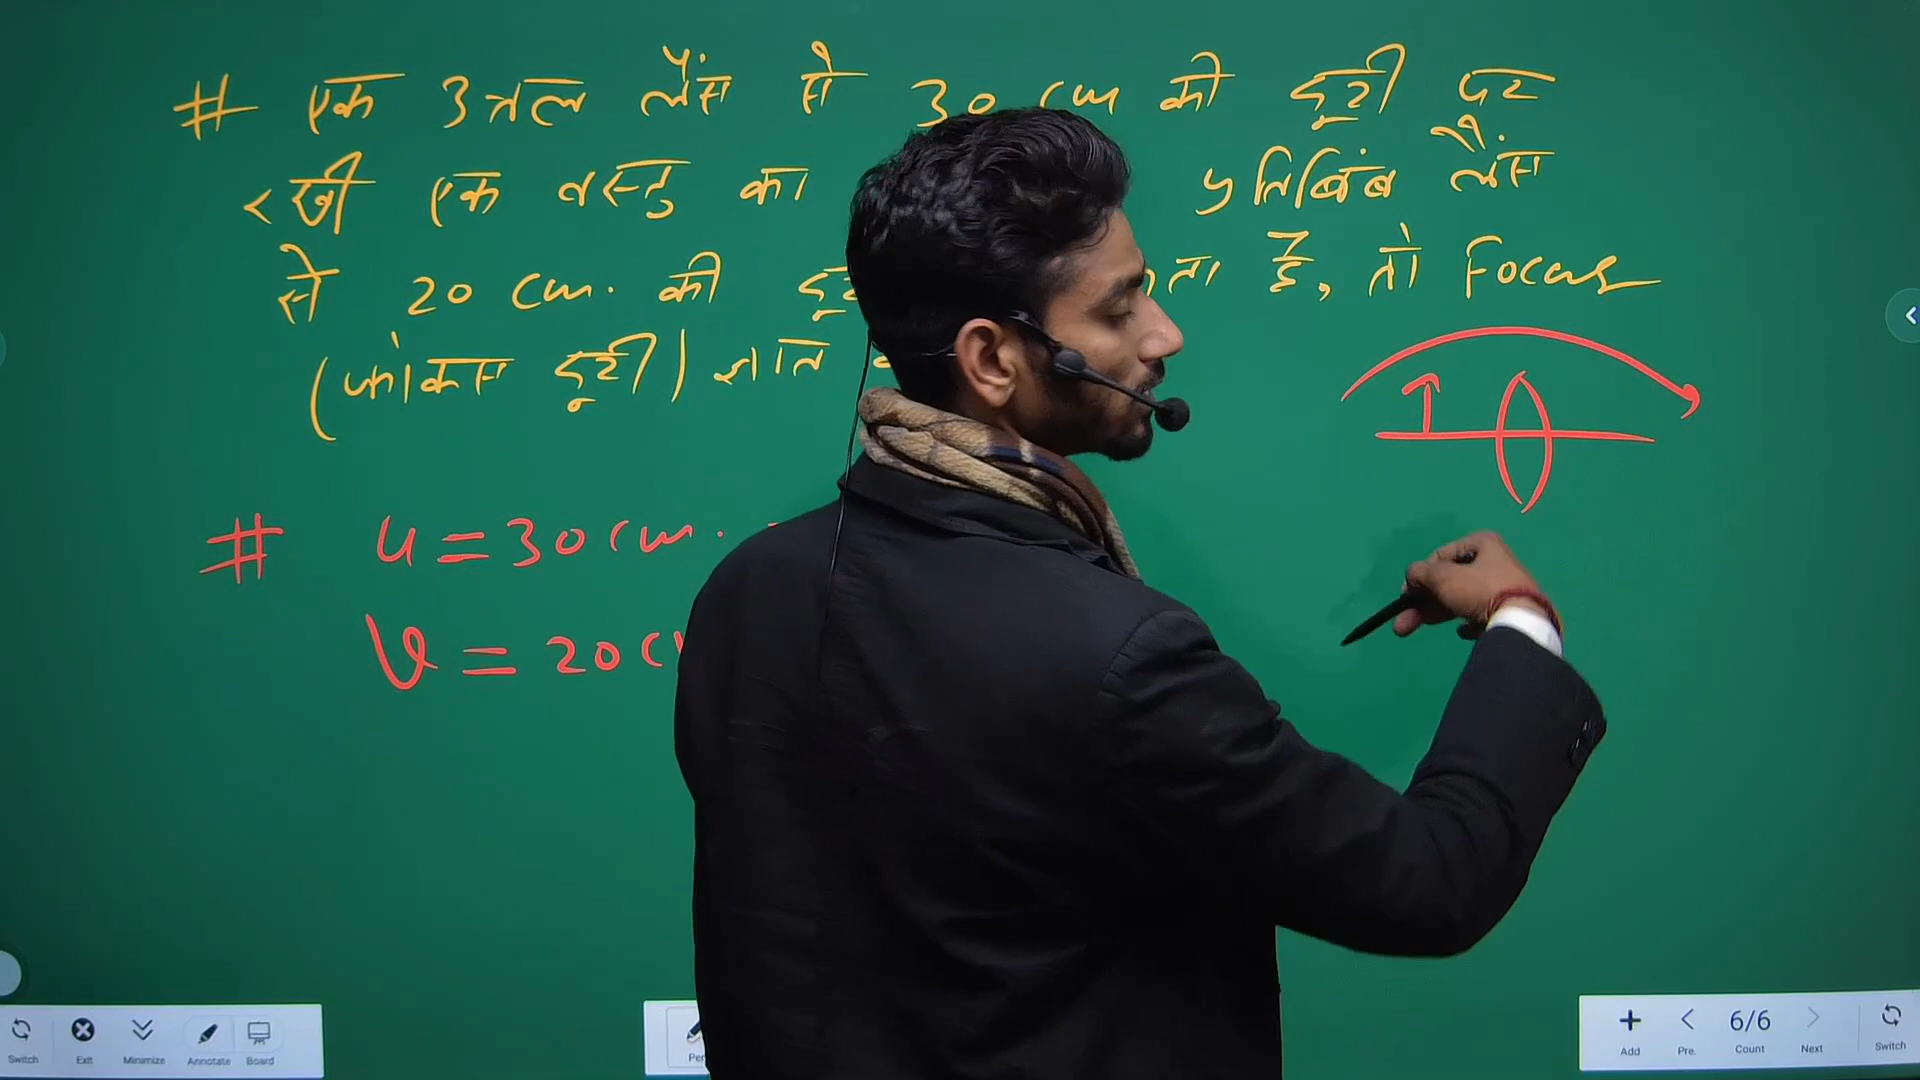 # एक उत्तल लैंस से 30 cm की दूरी पर
रखी एक वस्तु का प्रतिबिंब लैंस
से 20 cm. की है, तो Focus
(फोकस दूरी) ज्ञात
# u = 30 cm.
v = 20 c
Switch Exit Minimize Annotate Board
Add Pre. 6/6 Count Next Switch